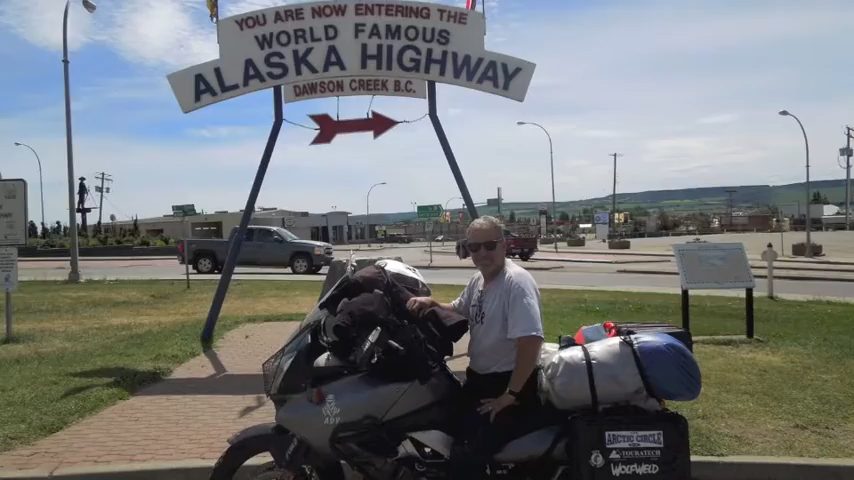 YOU ARE NOW ENTERING THE
WORLD FAMOUS
ALASKA HIGHWAY
DAWSON CREEK B.C.
ADV
ARCTIC CIRCLE
TOURATECH
WOLFWELD